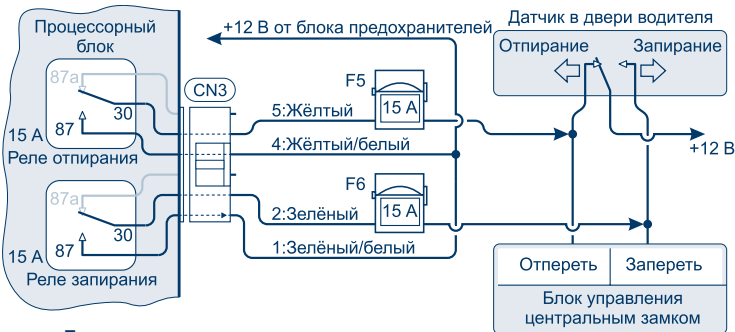 Процессорный
блок
+12 В от блока предохранителей
Датчик в двери водителя
Отпирание
Запирание
87a
30
87
15 А
Реле отпирания
CN3
F5
15 А
5:Жёлтый
4:Жёлтый/белый
+12 В
87a
30
87
15 А
Реле запирания
F6
15 А
2:Зелёный
1:Зелёный/белый
Отпереть
Запереть
Блок управления
центральным замком